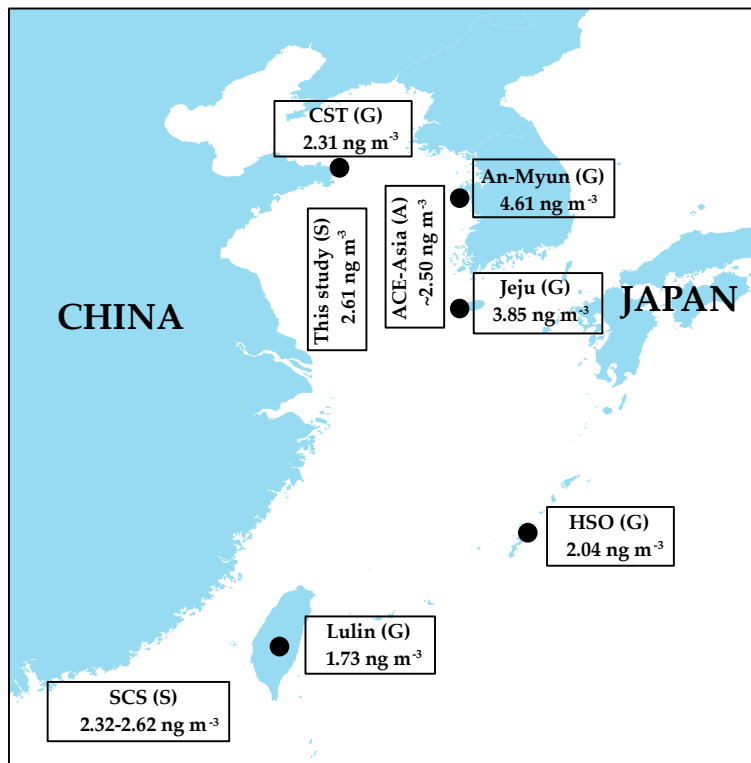 CST (G)
2.31 ng m⁻³
An-Myun (G)
4.61 ng m⁻³
This study (S)
2.61 ng m⁻³
ACE-Asia (A)
~2.50 ng m⁻³
Jeju (G)
3.85 ng m⁻³
CHINA
JAPAN
HSO (G)
2.04 ng m⁻³
Lulin (G)
1.73 ng m⁻³
SCS (S)
2.32-2.62 ng m⁻³